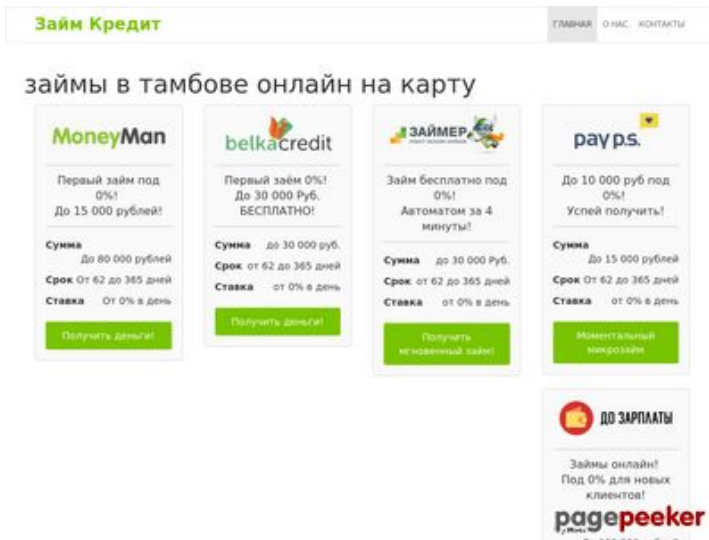 Займ Кредит
ГЛАВНАЯ О НАС КОНТАКТЫ
займы в тамбове онлайн на карту
MoneyMan
Первый займ под
0%!
До 15 000 рублей!
Сумма
До 80 000 рублей
Срок От 62 до 365 дней
Ставка От 0% в день
Получить деньги!
belkacredit
Первый заём 0%!
До 30 000 Руб.
БЕСПЛАТНО!
Сумма до 30 000 руб.
Срок от 62 до 365 дней
Ставка от 0% в день
Получить деньги!
ЗАЙМЕР
Займ бесплатно под
0%!
Автоматом за 4
минуты!
Сумма до 30 000 Руб.
Срок от 62 до 365 дней
Ставка от 0% в день
Получить
мгновенный займ!
pay p.s.
До 10 000 руб под
0%!
Успей получить!
Сумма
До 15 000 рублей
Срок От 62 до 365 дней
Ставка От 0% в день
Моментальный
микрозайм
ДО ЗАРПЛАТЫ
Займы онлайн!
Под 0% для новых
клиентов!
pagepeeker